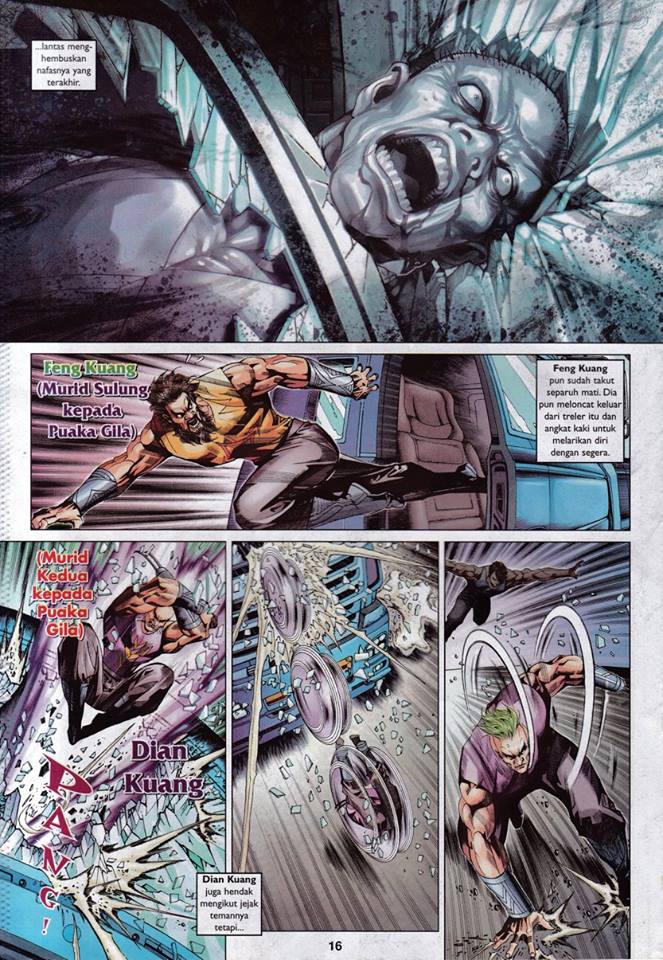 ...lantas meng-
hembuskan
nafasnya yang
terakhir.
Feng Kuang
(Murid Sulung
kepada
Puaka Gila)
Feng Kuang
pun sudah takut
separuh mati. Dia
pun meloncat keluar
dari treler itu dan
angkat kaki untuk
melarikan diri
dengan segera.
(Murid
Kedua
kepada
Puaka
Gila)
Dian
Kuang
PANG!
Dian Kuang
juga hendak
mengikut jejak
temannya
tetapi...
16